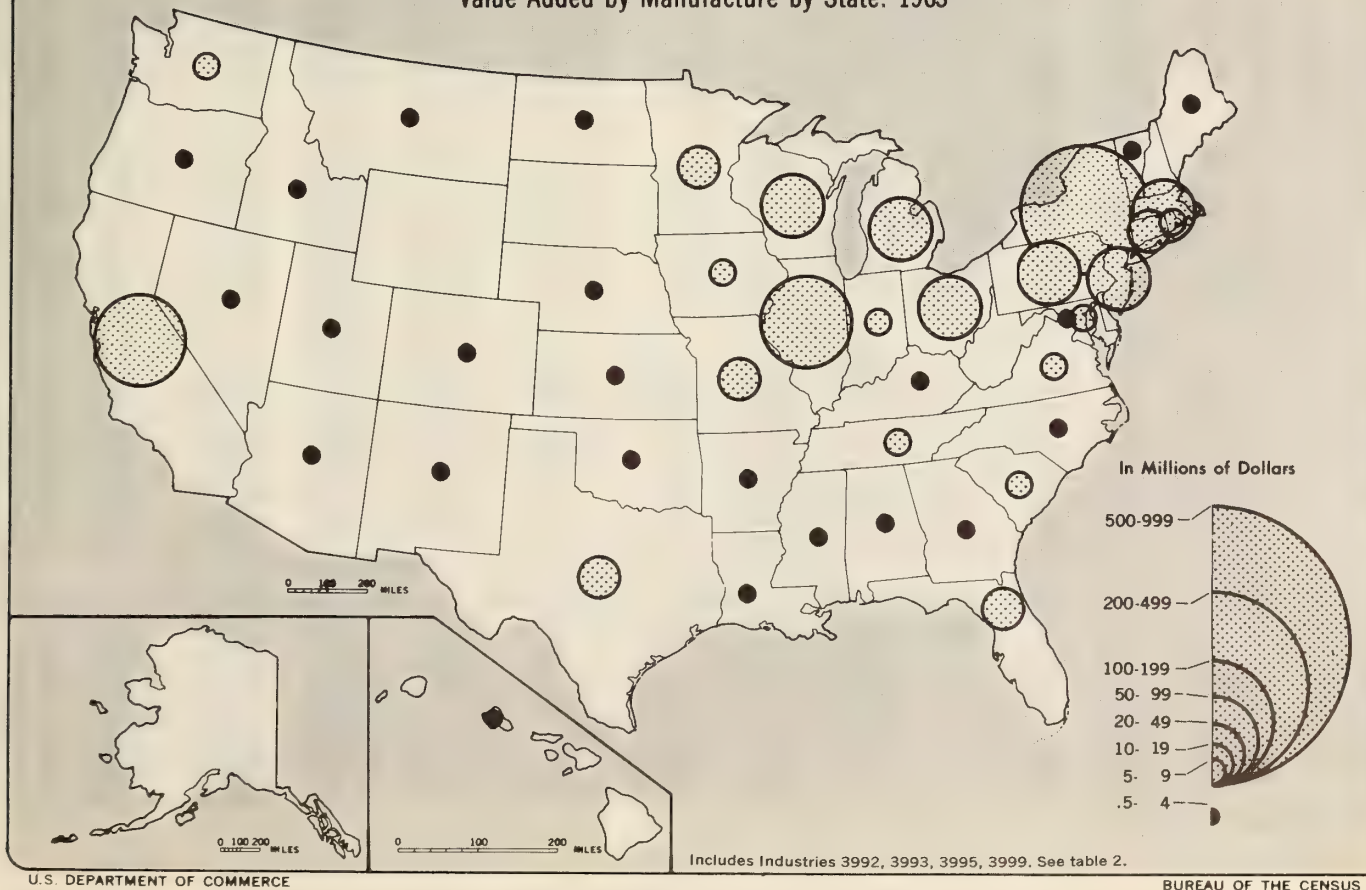 Value Added by Manufacture by State: 1963
In Millions of Dollars
500-999
200-499
100-199
50- 99
20- 49
10- 19
5- 9
.5- 4
0 100 200 MILES
0 100 200 MILES
0 100 200 MILES
Includes Industries 3992, 3993, 3995, 3999. See table 2.
U.S. DEPARTMENT OF COMMERCE
BUREAU OF THE CENSUS